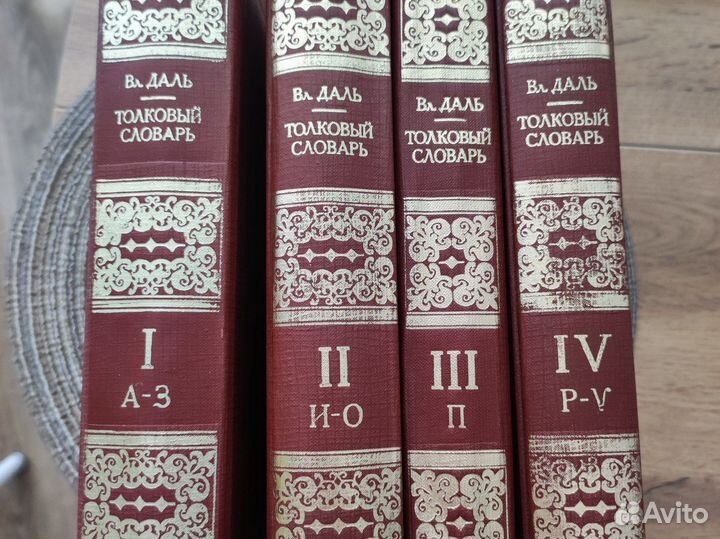 Вл. ДАЛЬ
ТОЛКОВЫЙ
СЛОВАРЬ
I
А-З
Вл. ДАЛЬ
ТОЛКОВЫЙ
СЛОВАРЬ
II
И-О
Вл. ДАЛЬ
ТОЛКОВЫЙ
СЛОВАРЬ
III
П
Вл. ДАЛЬ
ТОЛКОВЫЙ
СЛОВАРЬ
IV
Р-V
Avito